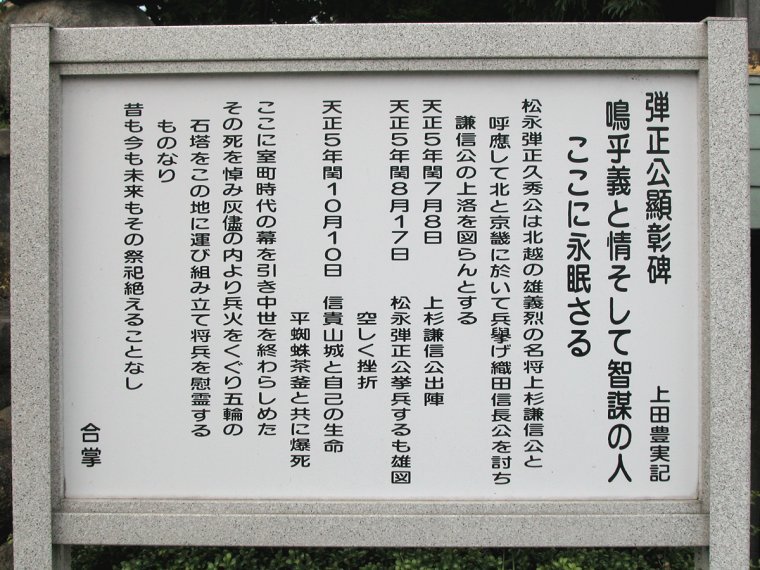 弾正公顯彰碑　上田豊実記
嗚乎義と情そして智謀の人
ここに永眠さる
松永弾正久秀公は北越の雄義烈の名将上杉謙信公と
呼應して北と京畿に於いて兵擧げ織田信長公を討ち
謙信公の上洛を図らんとする
天正５年閏７月８日　上杉謙信公出陣
天正５年閏８月１７日　松永弾正公挙兵するも雄図
空しく挫折
天正５年閏１０月１０日　信貴山城と自己の生命
平蜘蛛茶釜と共に爆死
ここに室町時代の幕を引き中世を終わらしめた
その死を悼み灰儘の内より兵火をくぐり五輪の
石塔をこの地に運び組み立て将兵を慰霊する
ものなり
昔も今も未来もその祭祀絶えることなし
合掌